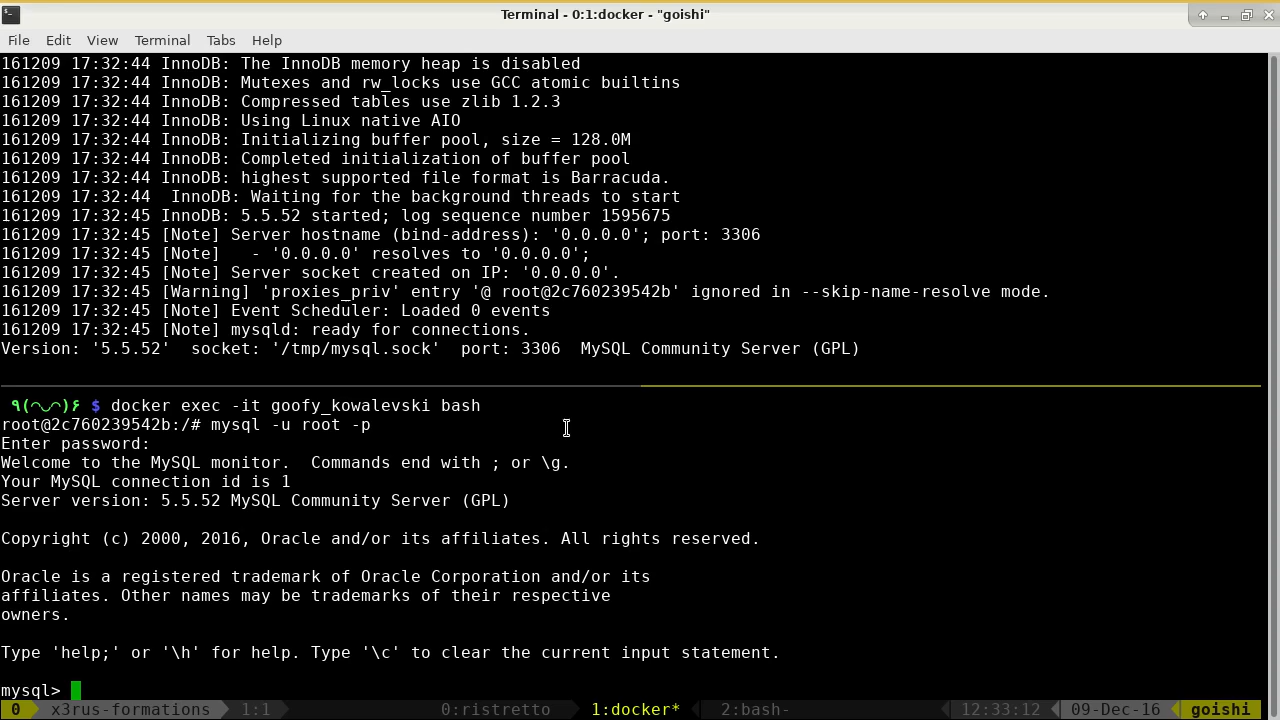 Terminal - 0:1:docker - "goishi"
File Edit View Terminal Tabs Help
161209 17:32:44 InnoDB: The InnoDB memory heap is disabled
161209 17:32:44 InnoDB: Mutexes and rw_locks use GCC atomic builtins
161209 17:32:44 InnoDB: Compressed tables use zlib 1.2.3
161209 17:32:44 InnoDB: Using Linux native AIO
161209 17:32:44 InnoDB: Initializing buffer pool, size = 128.0M
161209 17:32:44 InnoDB: Completed initialization of buffer pool
161209 17:32:44 InnoDB: highest supported file format is Barracuda.
161209 17:32:44  InnoDB: Waiting for the background threads to start
161209 17:32:45 InnoDB: 5.5.52 started; log sequence number 1595675
161209 17:32:45 [Note] Server hostname (bind-address): '0.0.0.0'; port: 3306
161209 17:32:45 [Note]   - '0.0.0.0' resolves to '0.0.0.0';
161209 17:32:45 [Note] Server socket created on IP: '0.0.0.0'.
161209 17:32:45 [Warning] 'proxies_priv' entry '@ root@2c760239542b' ignored in --skip-name-resolve mode.
161209 17:32:45 [Note] Event Scheduler: Loaded 0 events
161209 17:32:45 [Note] mysqld: ready for connections.
Version: '5.5.52'  socket: '/tmp/mysql.sock'  port: 3306  MySQL Community Server (GPL)
٩(◠‿◠)۶ $ docker exec -it goofy_kowalevski bash
root@2c760239542b:/# mysql -u root -p
Enter password:
Welcome to the MySQL monitor.  Commands end with ; or \g.
Your MySQL connection id is 1
Server version: 5.5.52 MySQL Community Server (GPL)
Copyright (c) 2000, 2016, Oracle and/or its affiliates. All rights reserved.
Oracle is a registered trademark of Oracle Corporation and/or its
affiliates. Other names may be trademarks of their respective
owners.
Type 'help;' or '\h' for help. Type '\c' to clear the current input statement.
mysql>
0 x3rus-formations 1:1 0:ristretto 1:docker* 2:bash- 12:33:12 09-Dec-16 goishi